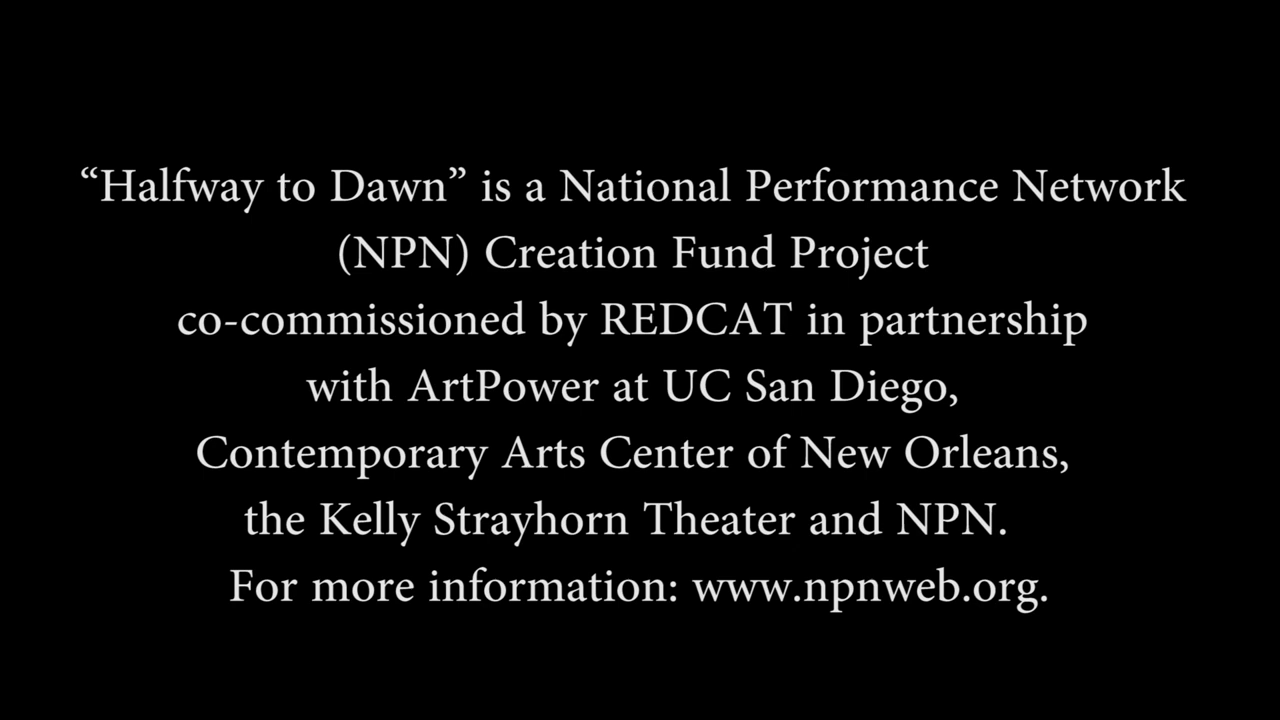 “Halfway to Dawn” is a National Performance Network
(NPN) Creation Fund Project
co-commissioned by REDCAT in partnership
with ArtPower at UC San Diego,
Contemporary Arts Center of New Orleans,
the Kelly Strayhorn Theater and NPN.
For more information: www.npnweb.org.